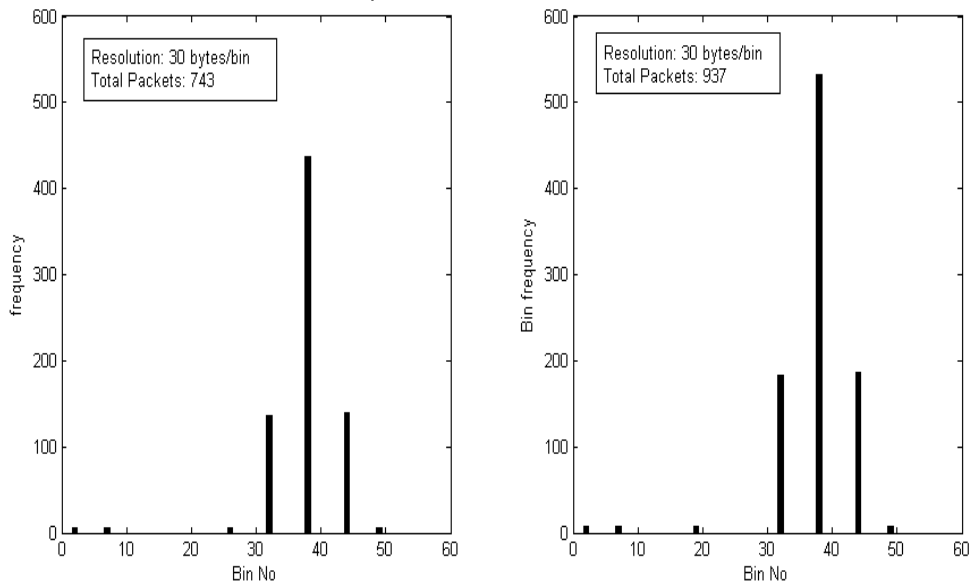 600
500
400
300
200
100
0
frequency
Resolution: 30 bytes/bin
Total Packets: 743
0 10 20 30 40 50 60
Bin No
600
500
400
300
200
100
0
Bin frequency
Resolution: 30 bytes/bin
Total Packets: 937
0 10 20 30 40 50 60
Bin No